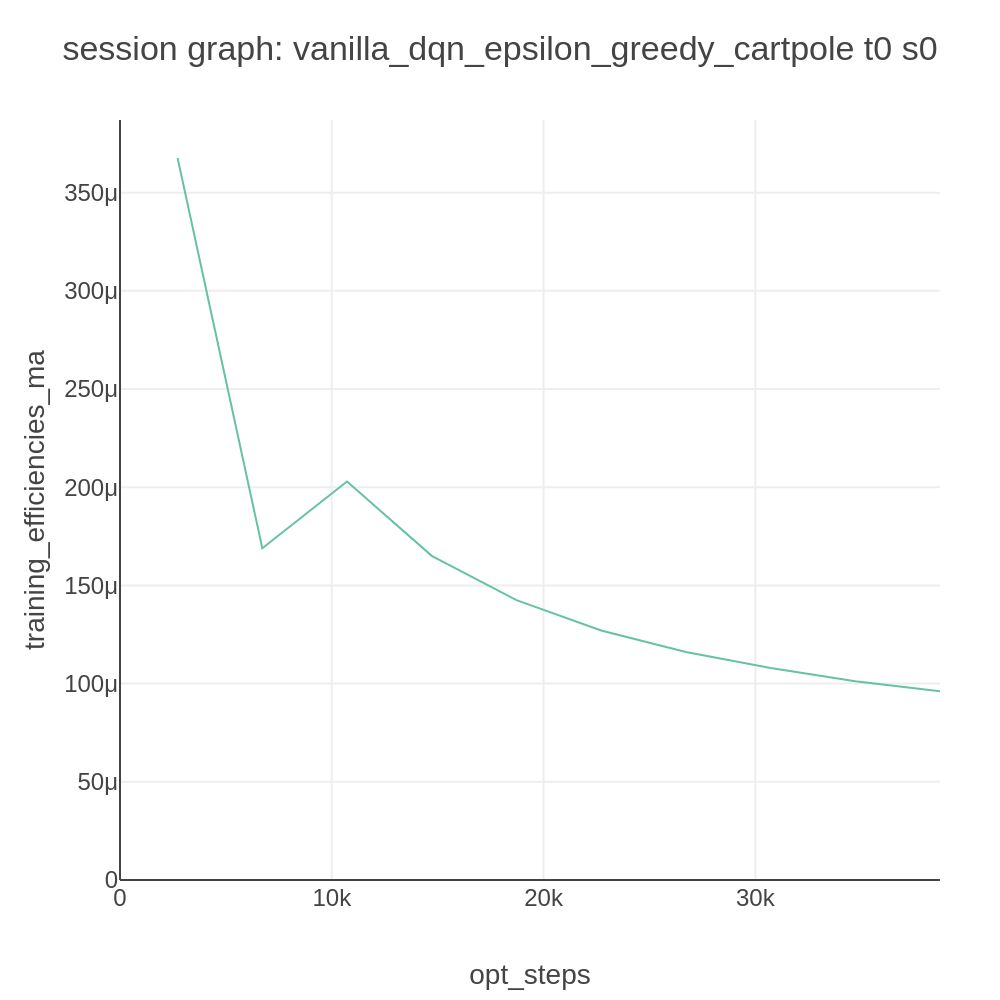 session graph: vanilla_dqn_epsilon_greedy_cartpole t0 s0
training_efficiencies_ma
350μ
300μ
250μ
200μ
150μ
100μ
50μ
0
0
10k
20k
30k
opt_steps